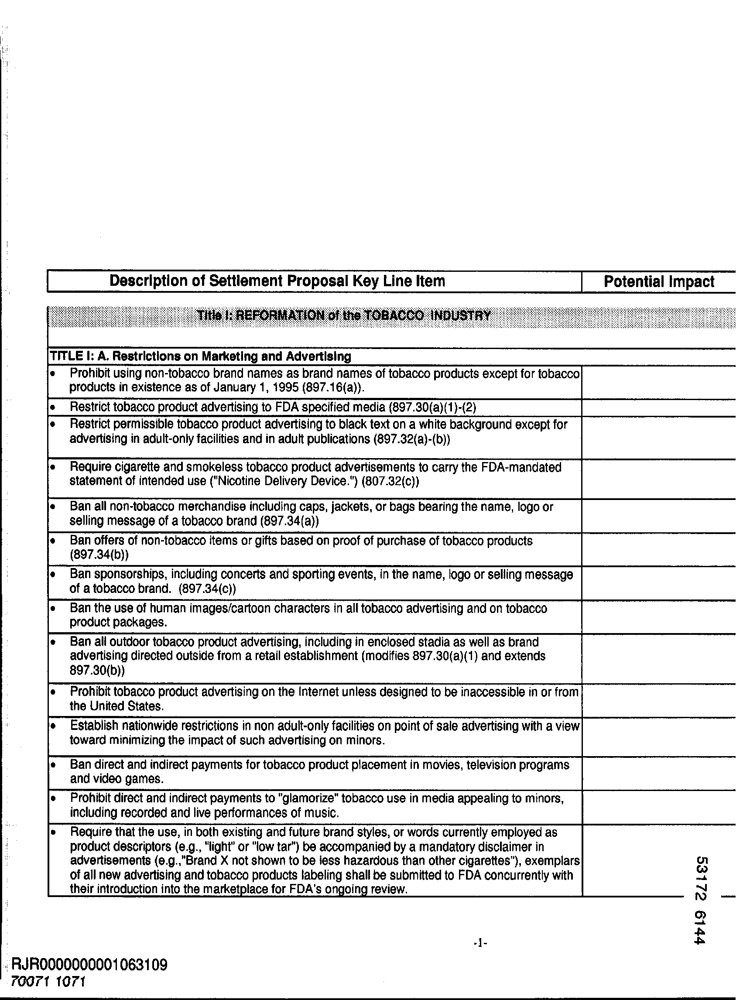 Description of Settlement Proposal Key Line Item
Potential Impact
Title I: REFORMATION of the TOBACCO INDUSTRY
TITLE I: A. Restrictions on Marketing and Advertising
• Prohibit using non-tobacco brand names as brand names of tobacco products except for tobacco
products in existence as of January 1, 1995 (897.16(a)).
• Restrict tobacco product advertising to FDA specified media (897.30(a)(1)-(2)
• Restrict permissible tobacco product advertising to black text on a white background except for
advertising in adult-only facilities and in adult publications (897.32(a)-(b))
• Require cigarette and smokeless tobacco product advertisements to carry the FDA-mandated
statement of intended use ("Nicotine Delivery Device.") (807.32(c))
• Ban all non-tobacco merchandise including caps, jackets, or bags bearing the name, logo or
selling message of a tobacco brand (897.34(a))
• Ban offers of non-tobacco items or gifts based on proof of purchase of tobacco products
(897.34(b))
• Ban sponsorships, including concerts and sporting events, in the name, logo or selling message
of a tobacco brand. (897.34(c))
• Ban the use of human images/cartoon characters in all tobacco advertising and on tobacco
product packages.
• Ban all outdoor tobacco product advertising, including in enclosed stadia as well as brand
advertising directed outside from a retail establishment (modifies 897.30(a)(1) and extends
897.30(b))
• Prohibit tobacco product advertising on the Internet unless designed to be inaccessible in or from
the United States.
• Establish nationwide restrictions in non adult-only facilities on point of sale advertising with a view
toward minimizing the impact of such advertising on minors.
• Ban direct and indirect payments for tobacco product placement in movies, television programs
and video games.
• Prohibit direct and indirect payments to "glamorize" tobacco use in media appealing to minors,
including recorded and live performances of music.
• Require that the use, in both existing and future brand styles, or words currently employed as
product descriptors (e.g., "light" or "low tar") be accompanied by a mandatory disclaimer in
advertisements (e.g.,"Brand X not shown to be less hazardous than other cigarettes"), exemplars
of all new advertising and tobacco products labeling shall be submitted to FDA concurrently with
their introduction into the marketplace for FDA's ongoing review.
53172 6144
-1-
RJR0000000001063109
70071 1071